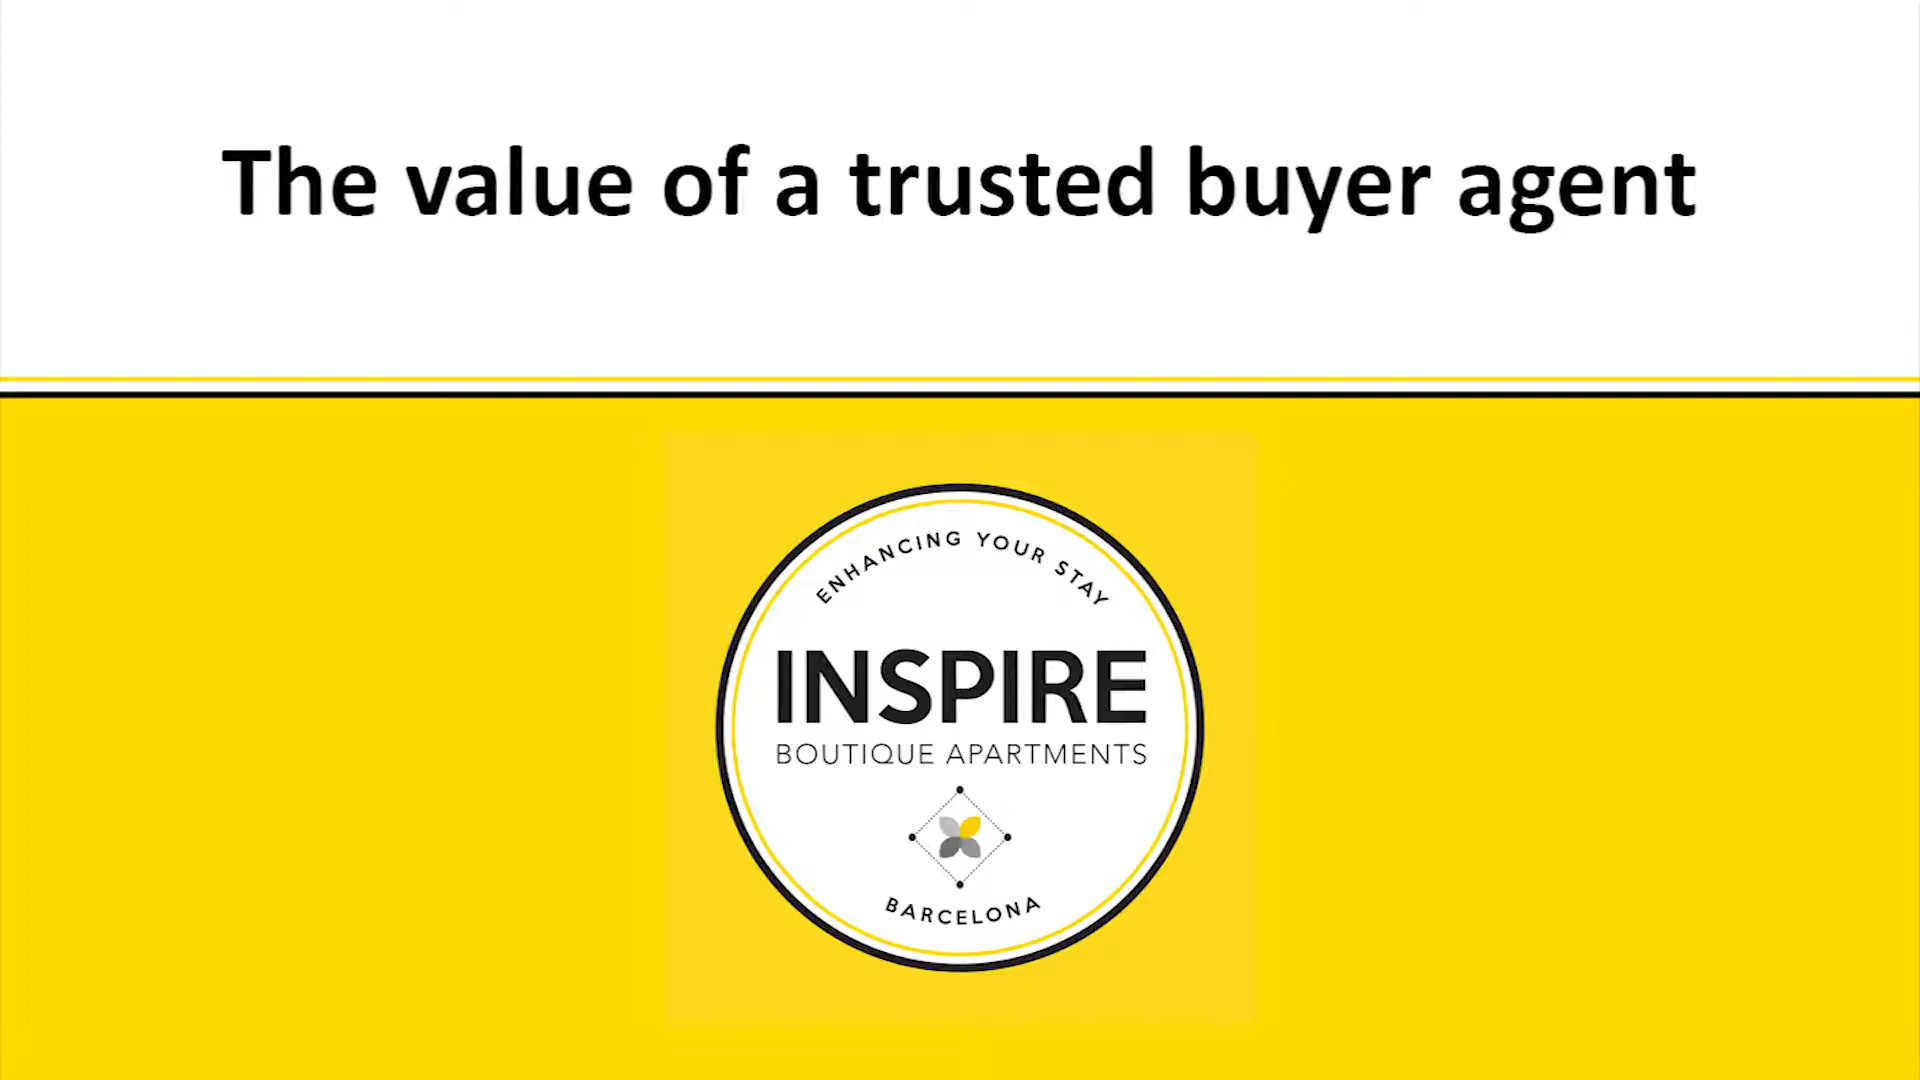 The value of a trusted buyer agent
ENHANCING YOUR STAY
INSPIRE
BOUTIQUE APARTMENTS
BARCELONA